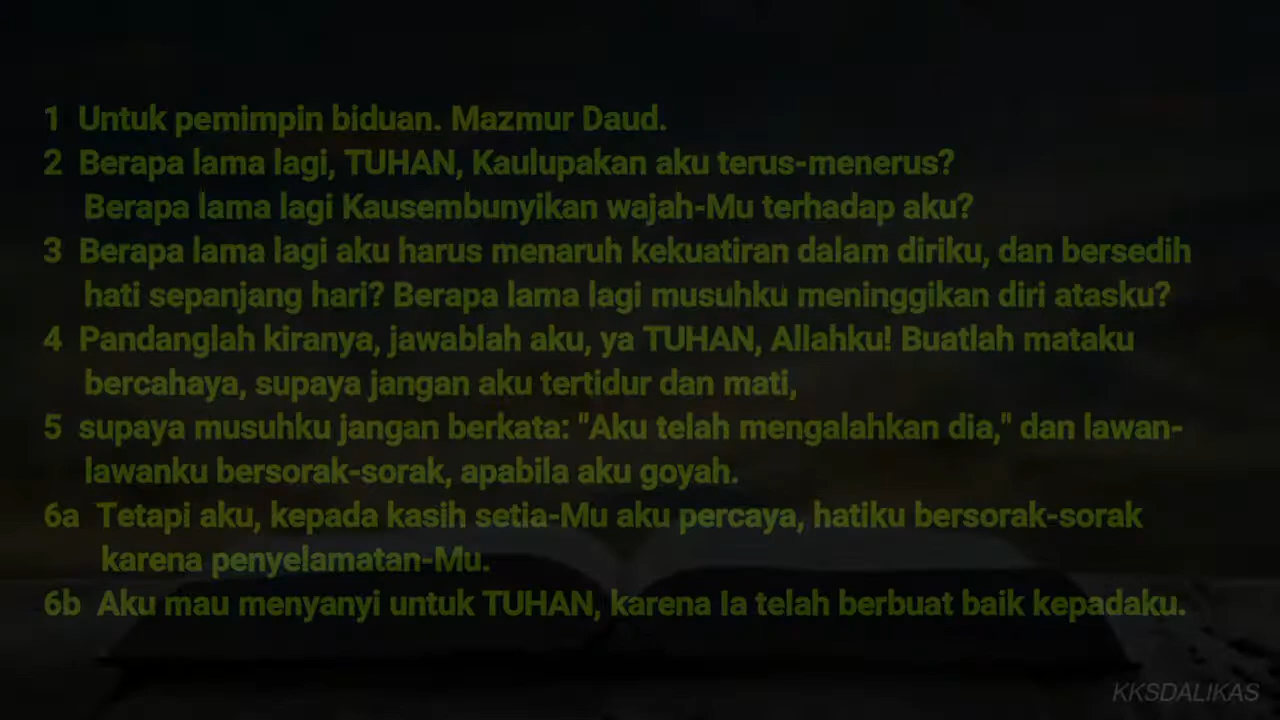 1 Untuk pemimpin biduan. Mazmur Daud.
2 Berapa lama lagi, TUHAN, Kaulupakan aku terus-menerus?
Berapa lama lagi Kausembunyikan wajah-Mu terhadap aku?
3 Berapa lama lagi aku harus menaruh kekuatiran dalam diriku, dan bersedih
hati sepanjang hari? Berapa lama lagi musuhku meninggikan diri atasku?
4 Pandanglah kiranya, jawablah aku, ya TUHAN, Allahku! Buatlah mataku
bercahaya, supaya jangan aku tertidur dan mati,
5 supaya musuhku jangan berkata: "Aku telah mengalahkan dia," dan lawan-
lawanku bersorak-sorak, apabila aku goyah.
6a Tetapi aku, kepada kasih setia-Mu aku percaya, hatiku bersorak-sorak
karena penyelamatan-Mu.
6b Aku mau menyanyi untuk TUHAN, karena Ia telah berbuat baik kepadaku.
KKSDALIKAS